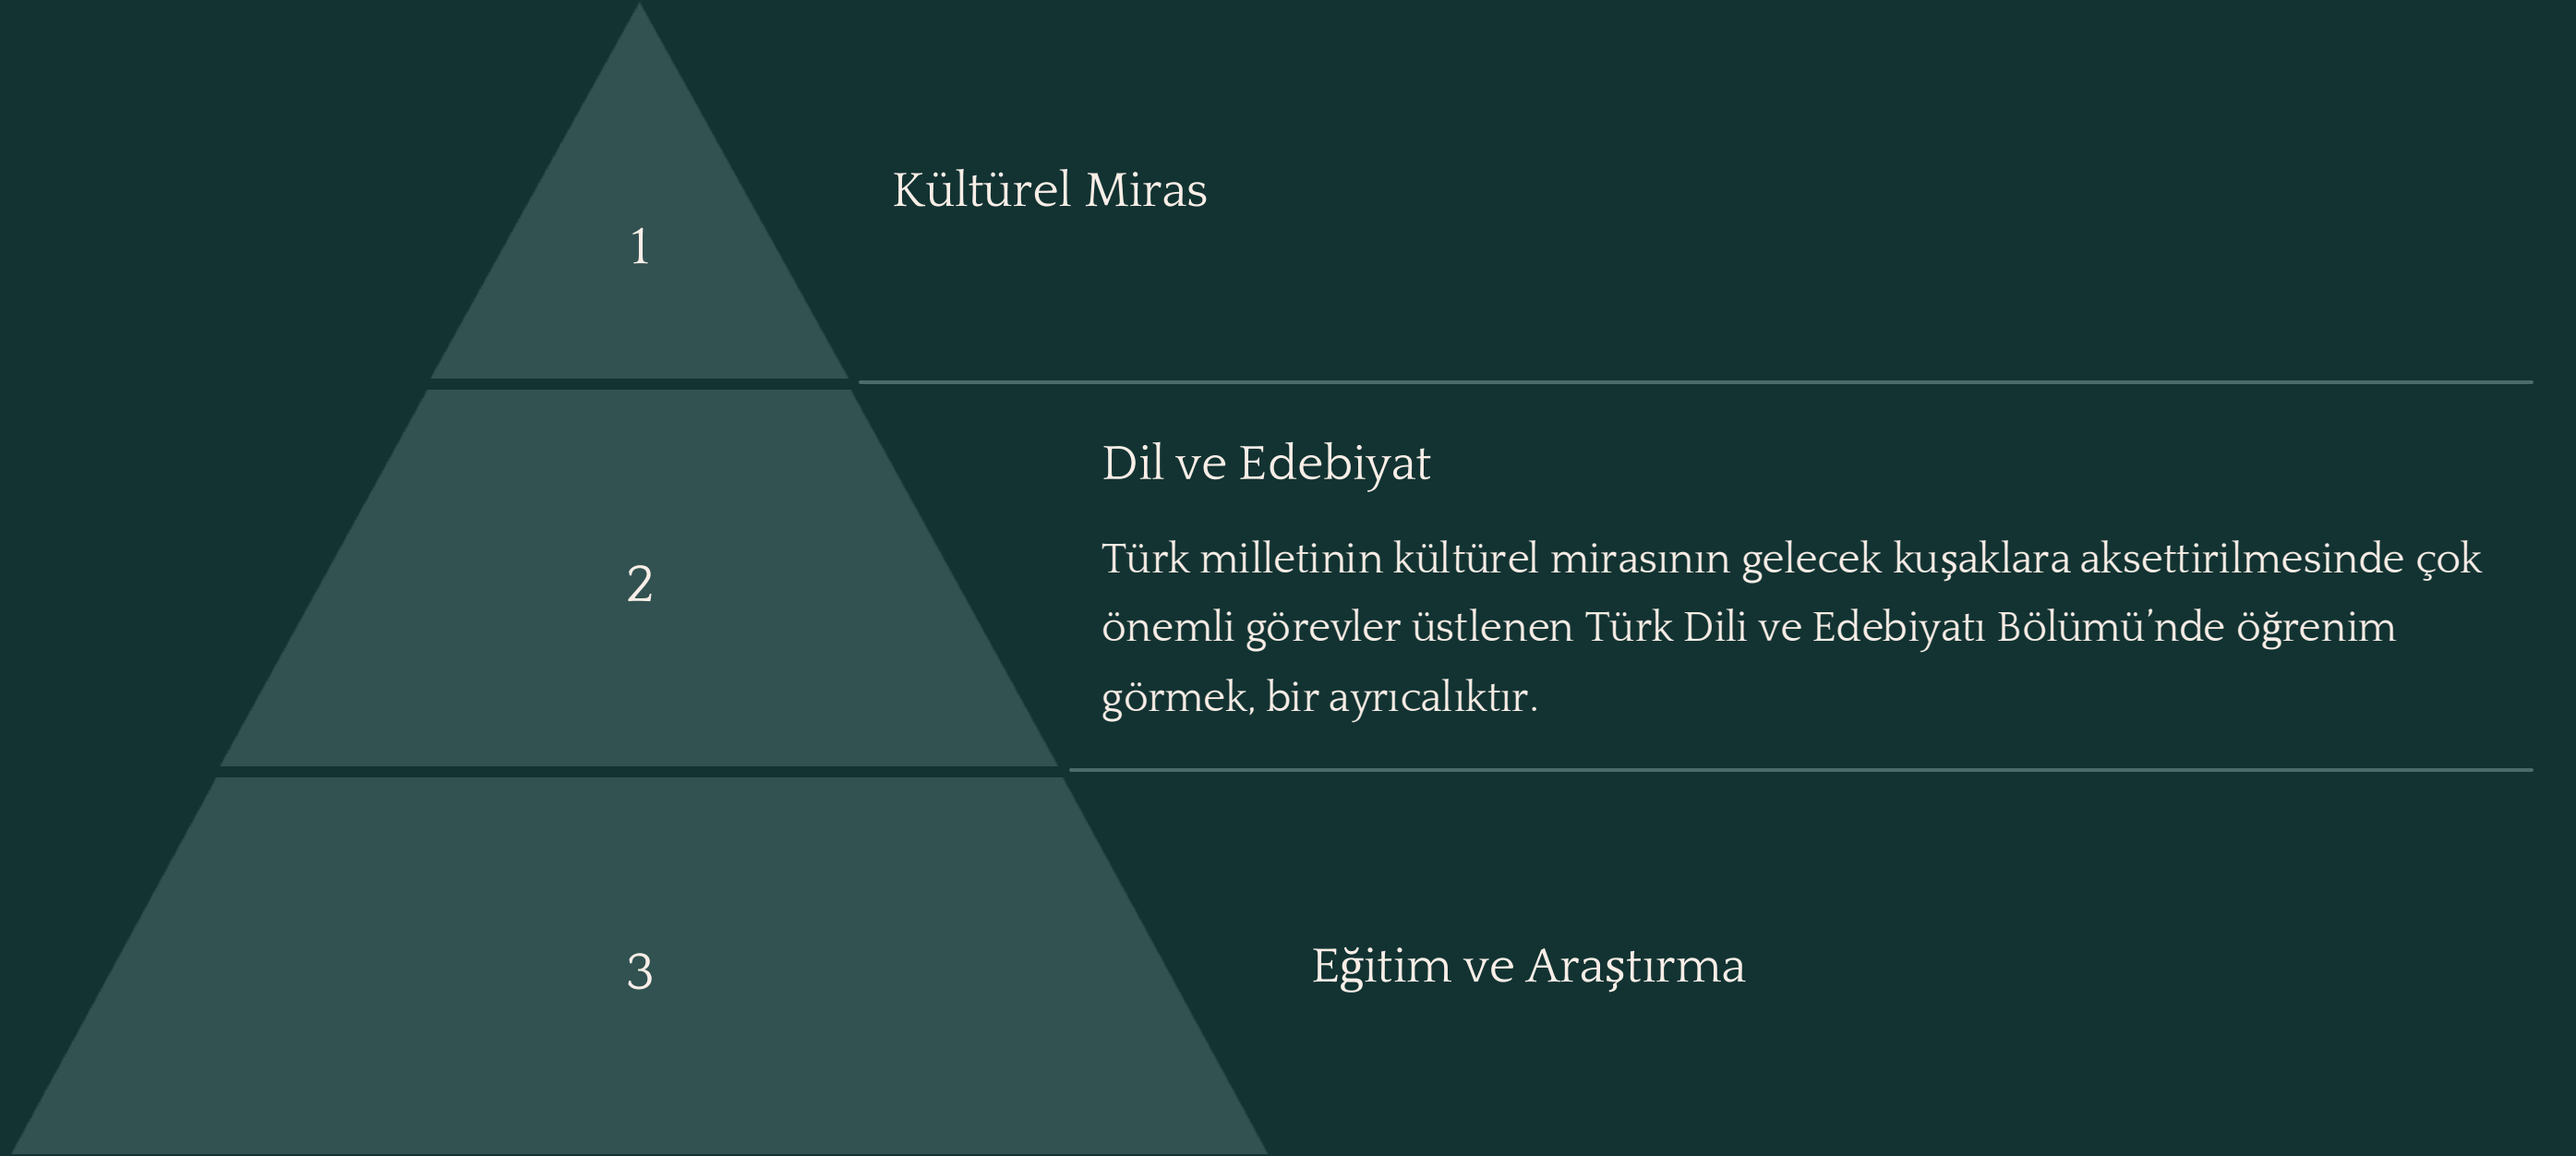 1
Kültürel Miras
2
Dil ve Edebiyat
Türk milletinin kültürel mirasının gelecek kuşaklara aksettirilmesinde çok
önemli görevler üstlenen Türk Dili ve Edebiyatı Bölümü’nde öğrenim
görmek, bir ayrıcalıktır.
3
Eğitim ve Araştırma